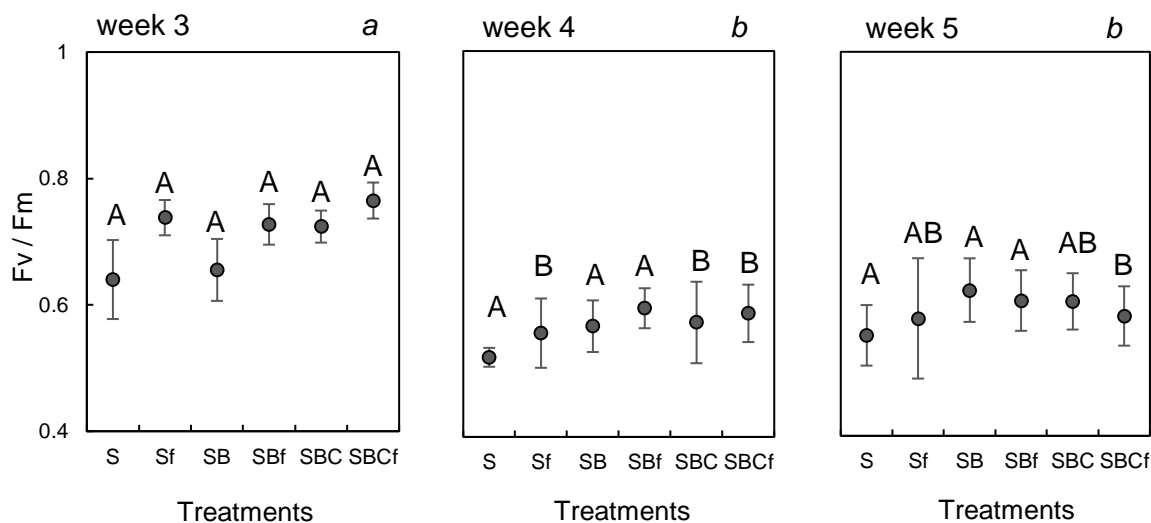 week 3 a week 4 b week 5 b
1
0.8
0.6
0.4
Fv / Fm
A A A A A A
A B A A B B
A AB A A AB B
S Sf SB SBf SBC SBCf
S Sf SB SBf SBC SBCf
S Sf SB SBf SBC SBCf
Treatments Treatments Treatments